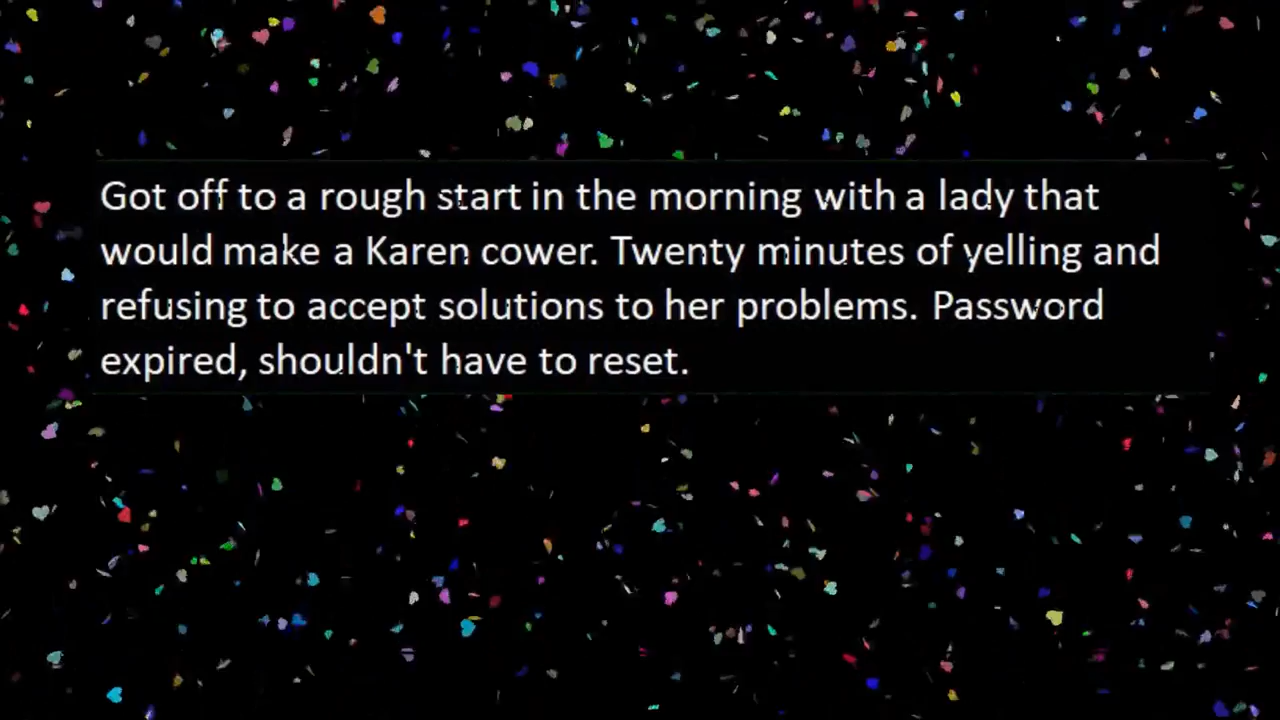 Got off to a rough start in the morning with a lady that
would make a Karen cower. Twenty minutes of yelling and
refusing to accept solutions to her problems. Password
expired, shouldn't have to reset.